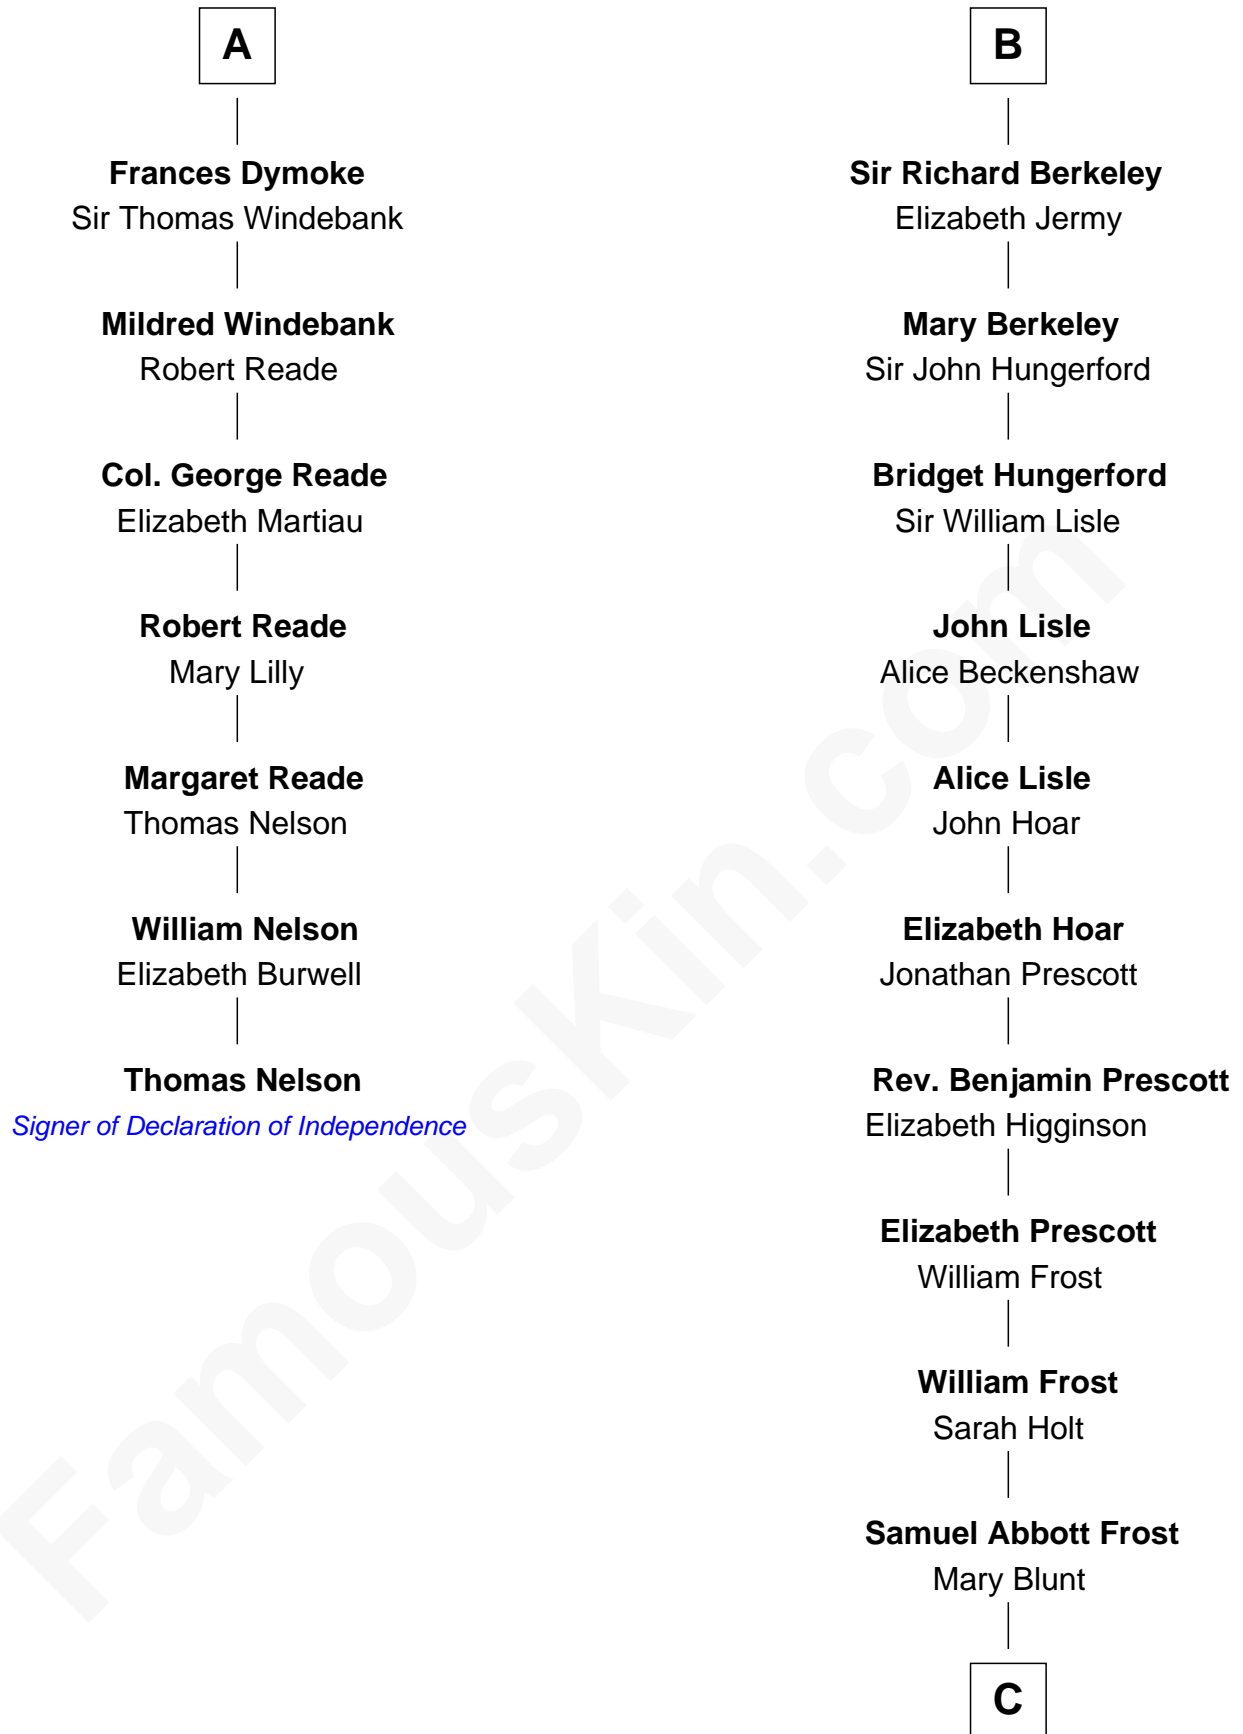 A
Frances Dymoke
Sir Thomas Windebank
Mildred Windebank
Robert Reade
Col. George Reade
Elizabeth Martiau
Robert Reade
Mary Lilly
Margaret Reade
Thomas Nelson
William Nelson
Elizabeth Burwell
Thomas Nelson
Signer of Declaration of Independence
B
Sir Richard Berkeley
Elizabeth Jermy
Mary Berkeley
Sir John Hungerford
Bridget Hungerford
Sir William Lisle
John Lisle
Alice Beckenshaw
Alice Lisle
John Hoar
Elizabeth Hoar
Jonathan Prescott
Rev. Benjamin Prescott
Elizabeth Higginson
Elizabeth Prescott
William Frost
William Frost
Sarah Holt
Samuel Abbott Frost
Mary Blunt
C
FamousKin.com